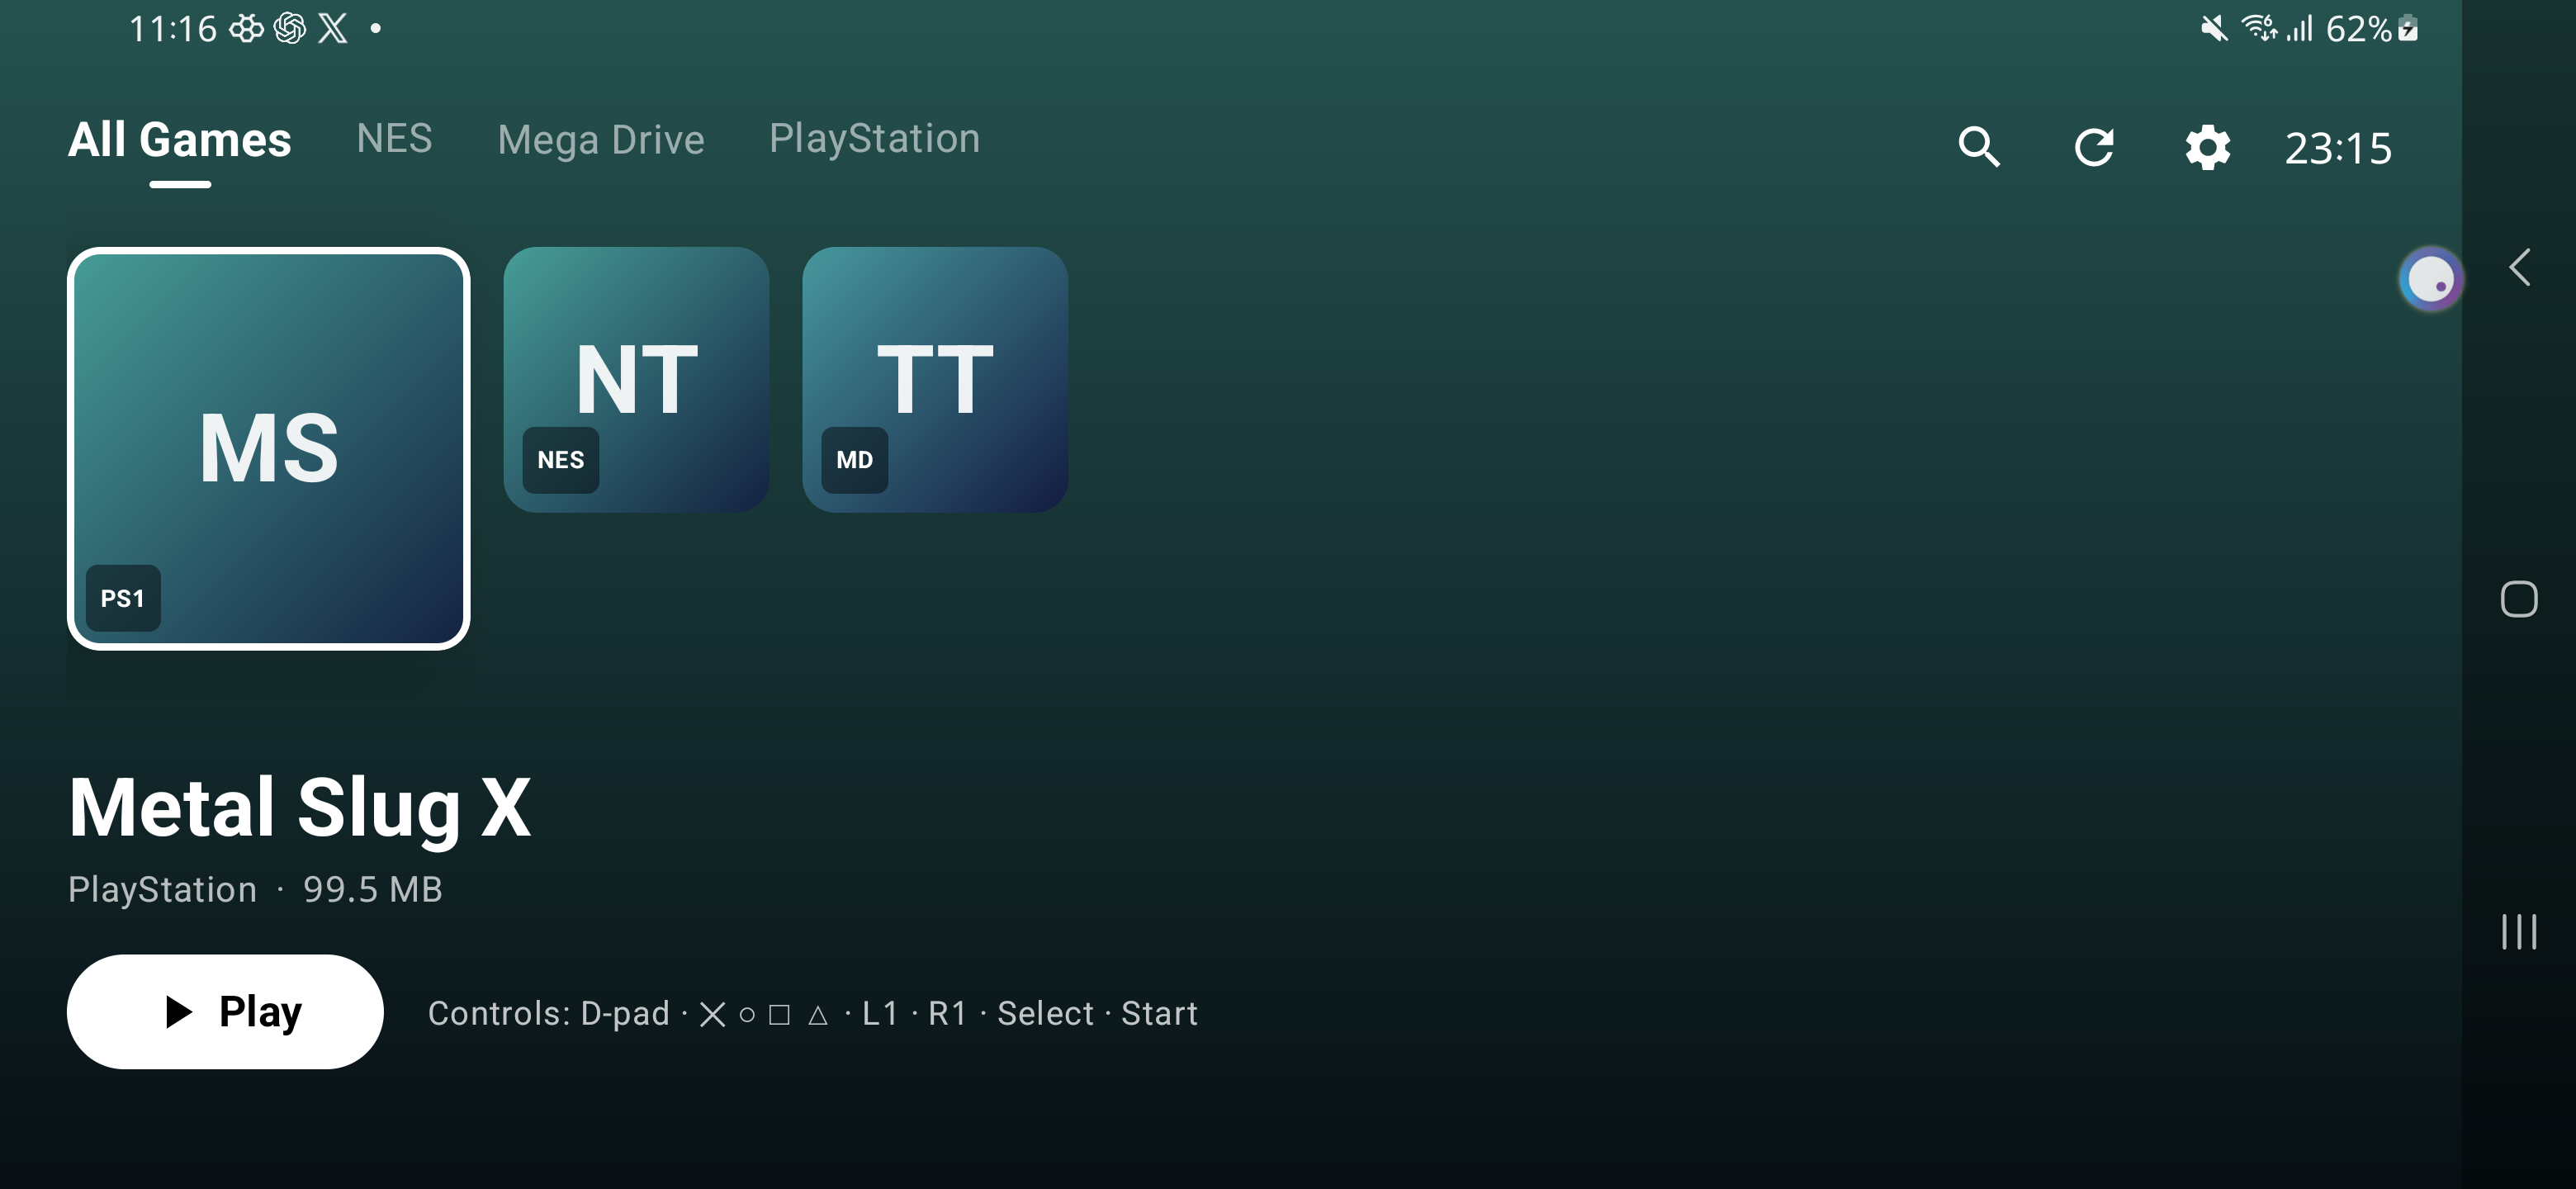 11:16
62%
All Games NES Mega Drive PlayStation 23:15
MS
PS1
NT
NES
TT
MD
Metal Slug X
PlayStation · 99.5 MB
Play
Controls: D-pad · ✕ ○ □ △ · L1 · R1 · Select · Start